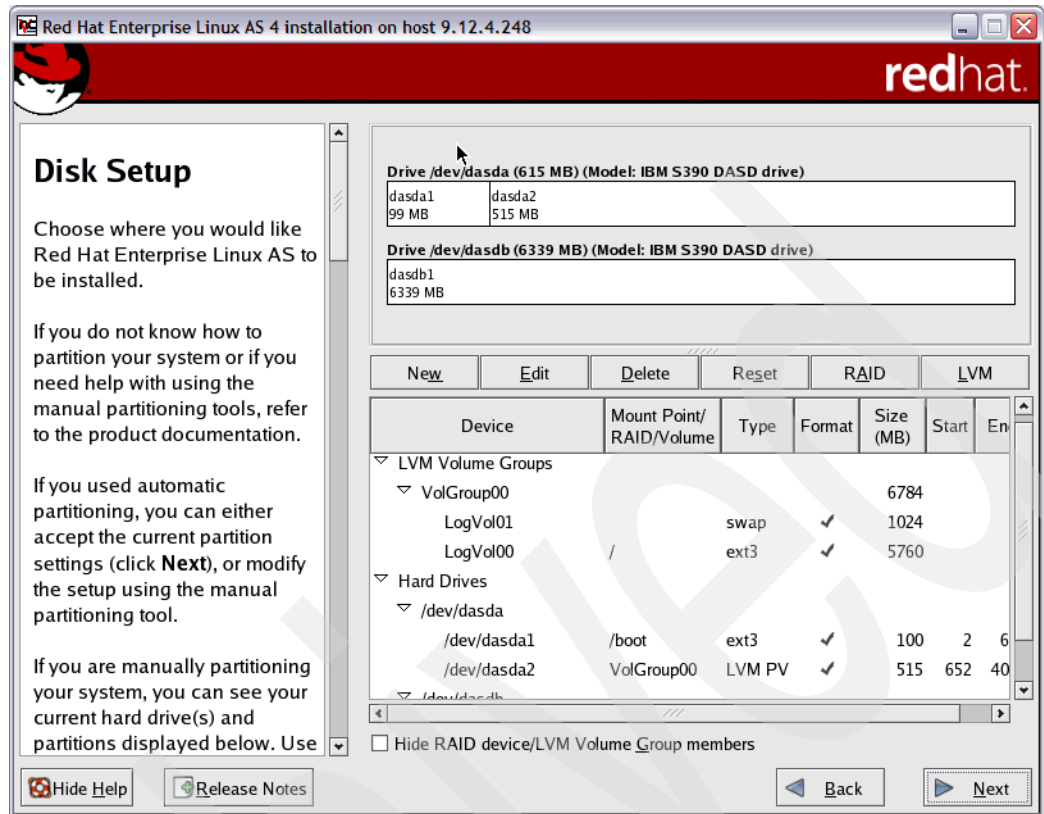 Red Hat Enterprise Linux AS 4 installation on host 9.12.4.248
redhat.
Disk Setup
Choose where you would like
Red Hat Enterprise Linux AS to
be installed.
If you do not know how to
partition your system or if you
need help with using the
manual partitioning tools, refer
to the product documentation.
If you used automatic
partitioning, you can either
accept the current partition
settings (click Next), or modify
the setup using the manual
partitioning tool.
If you are manually partitioning
your system, you can see your
current hard drive(s) and
partitions displayed below. Use
Drive /dev/dasda (615 MB) (Model: IBM S390 DASD drive)
dasda1 dasda2
99 MB 515 MB
Drive /dev/dasdb (6339 MB) (Model: IBM S390 DASD drive)
dasdb1
6339 MB
New Edit Delete Reset RAID LVM
Device Mount Point/ RAID/Volume Type Format Size (MB) Start En
LVM Volume Groups
VolGroup00 6784
LogVol01 swap ✓ 1024
LogVol00 / ext3 ✓ 5760
Hard Drives
/dev/dasda
/dev/dasda1 /boot ext3 ✓ 100 2 6
/dev/dasda2 VolGroup00 LVM PV ✓ 515 652 40
/dev/dasdb
Hide RAID device/LVM Volume Group members
Hide Help Release Notes Back Next